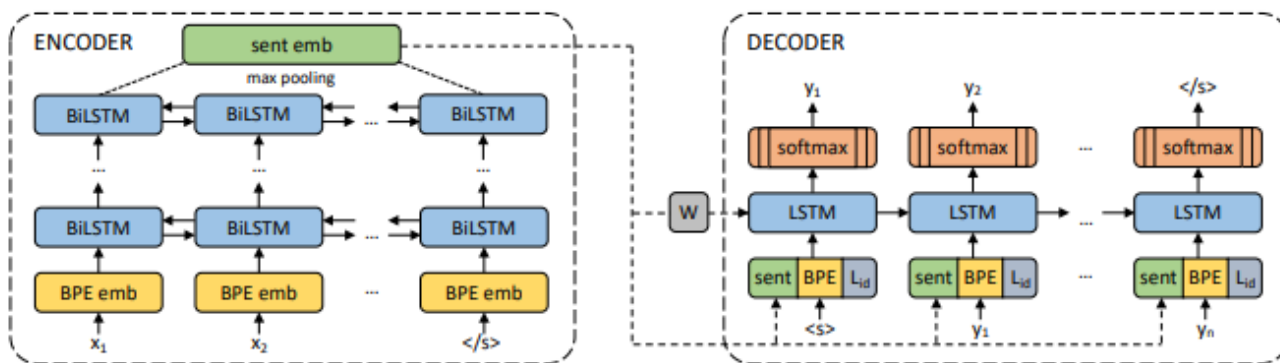 ENCODER
sent emb
max pooling
BiLSTM BiLSTM ... BiLSTM
... ... ...
BiLSTM BiLSTM ... BiLSTM
BPE emb BPE emb ... BPE emb
x1 x2 </s>
DECODER
y1 y2 </s>
softmax softmax ... softmax
W LSTM LSTM ... LSTM
sent BPE Lid sent BPE Lid ... sent BPE Lid
<s> y1 yn